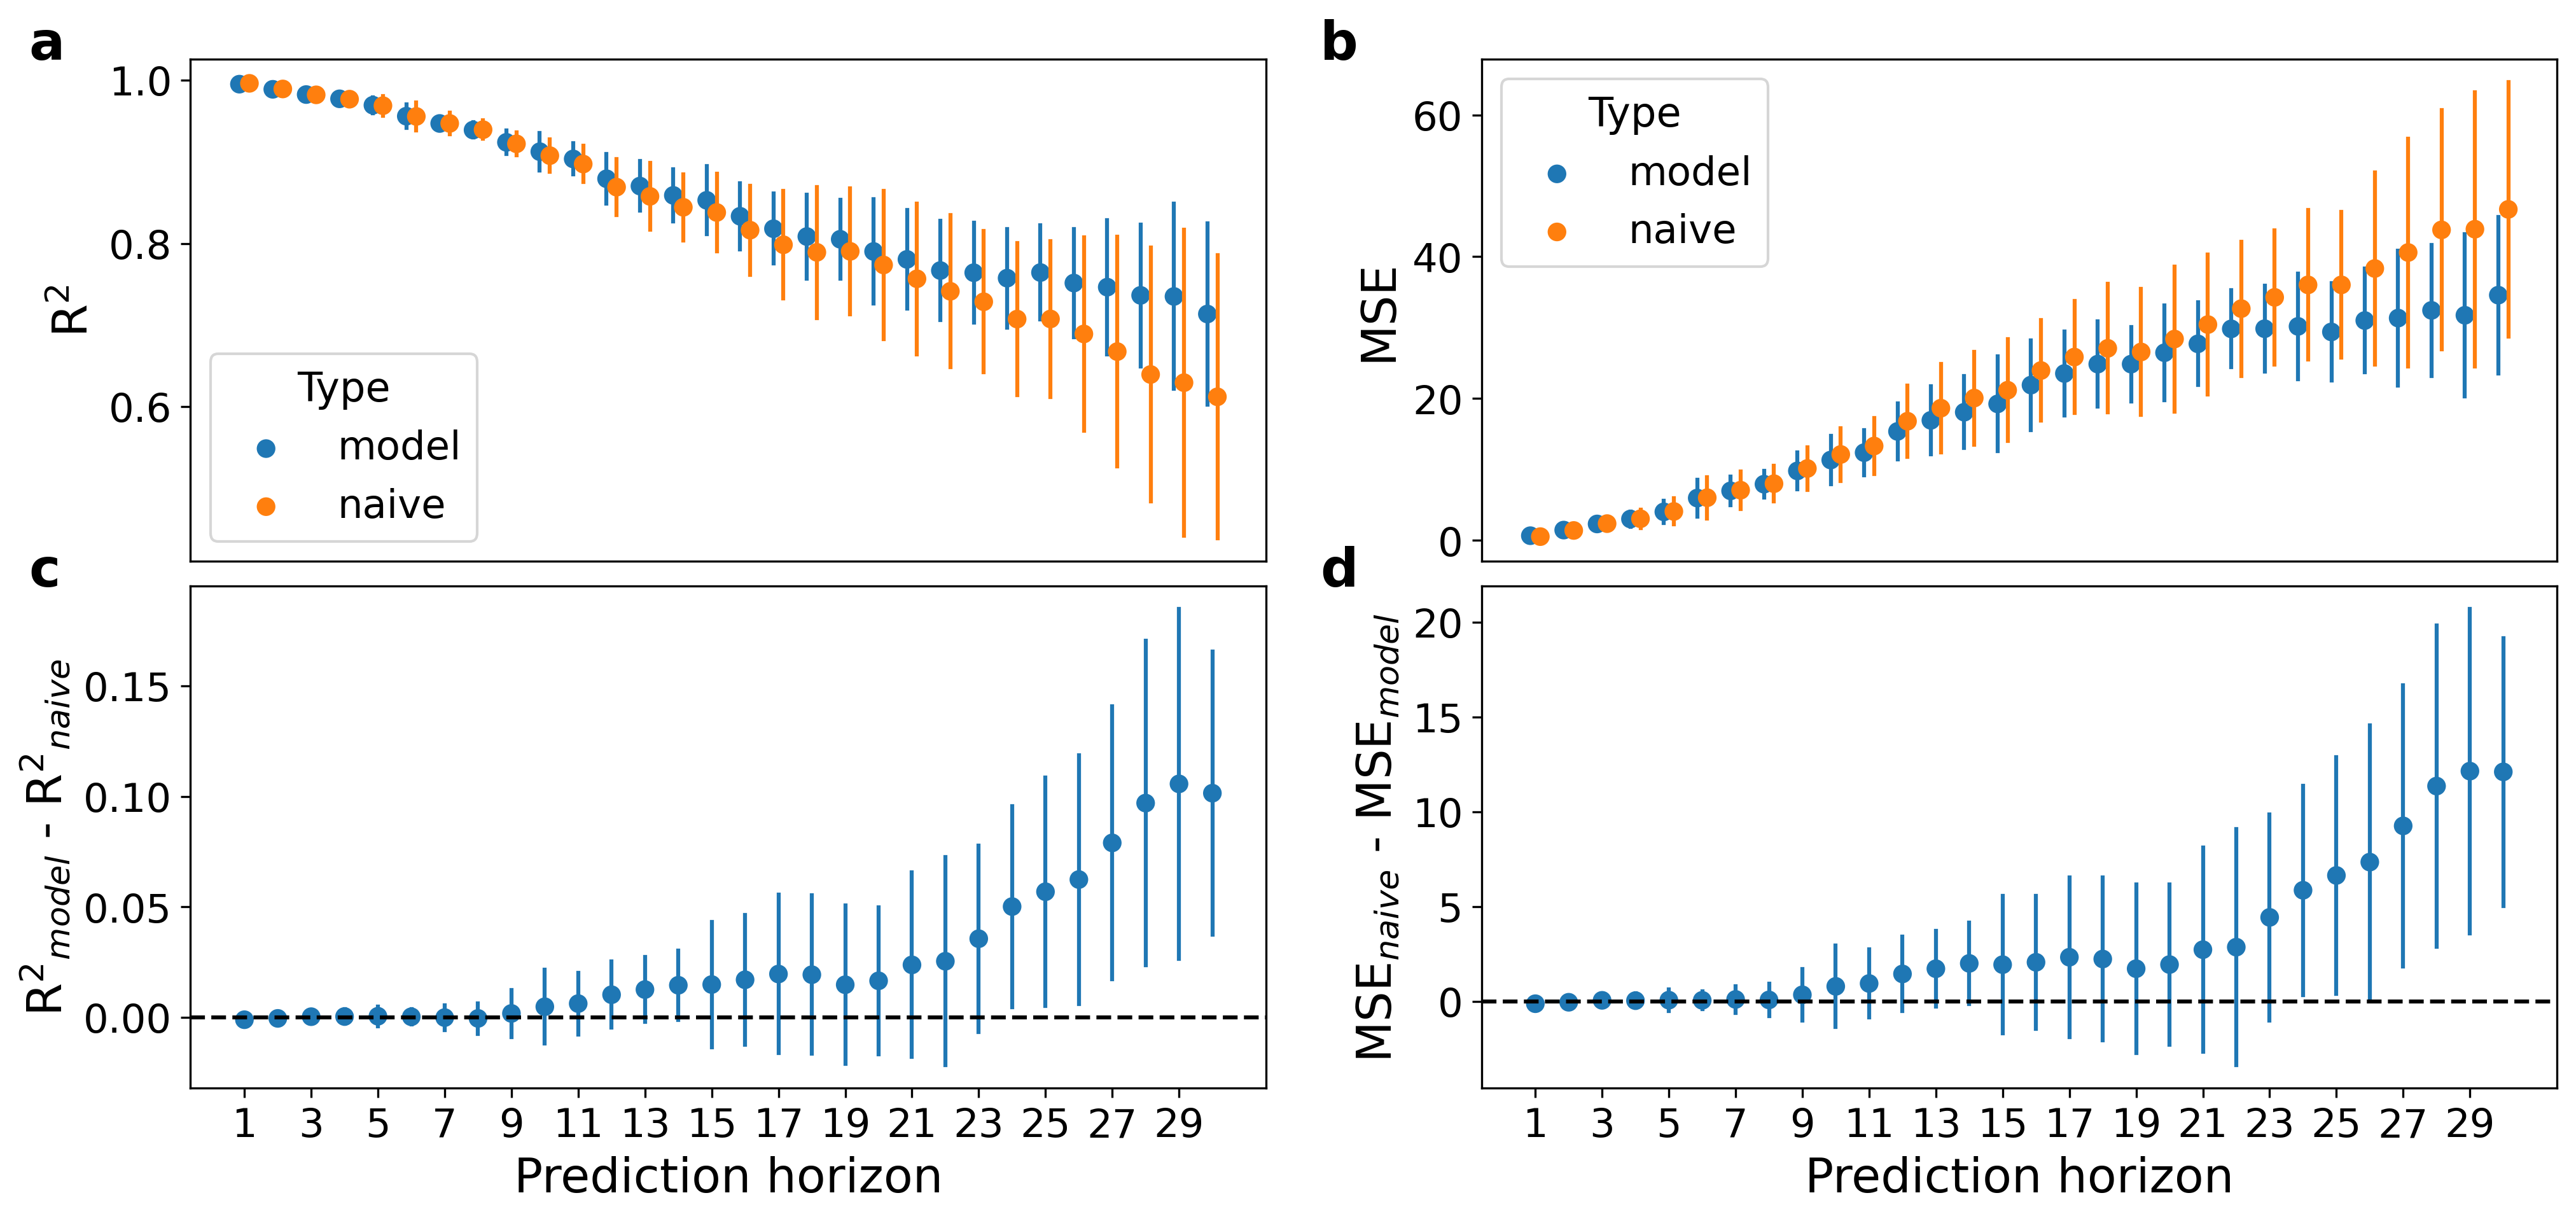 a
1.0
0.8
0.6
R²
Type
model
naive
b
60
40
20
0
MSE
Type
model
naive
c
0.15
0.10
0.05
0.00
R²model - R²naive
1 3 5 7 9 11 13 15 17 19 21 23 25 27 29
Prediction horizon
d
20
15
10
5
0
MSEnaive - MSEmodel
1 3 5 7 9 11 13 15 17 19 21 23 25 27 29
Prediction horizon